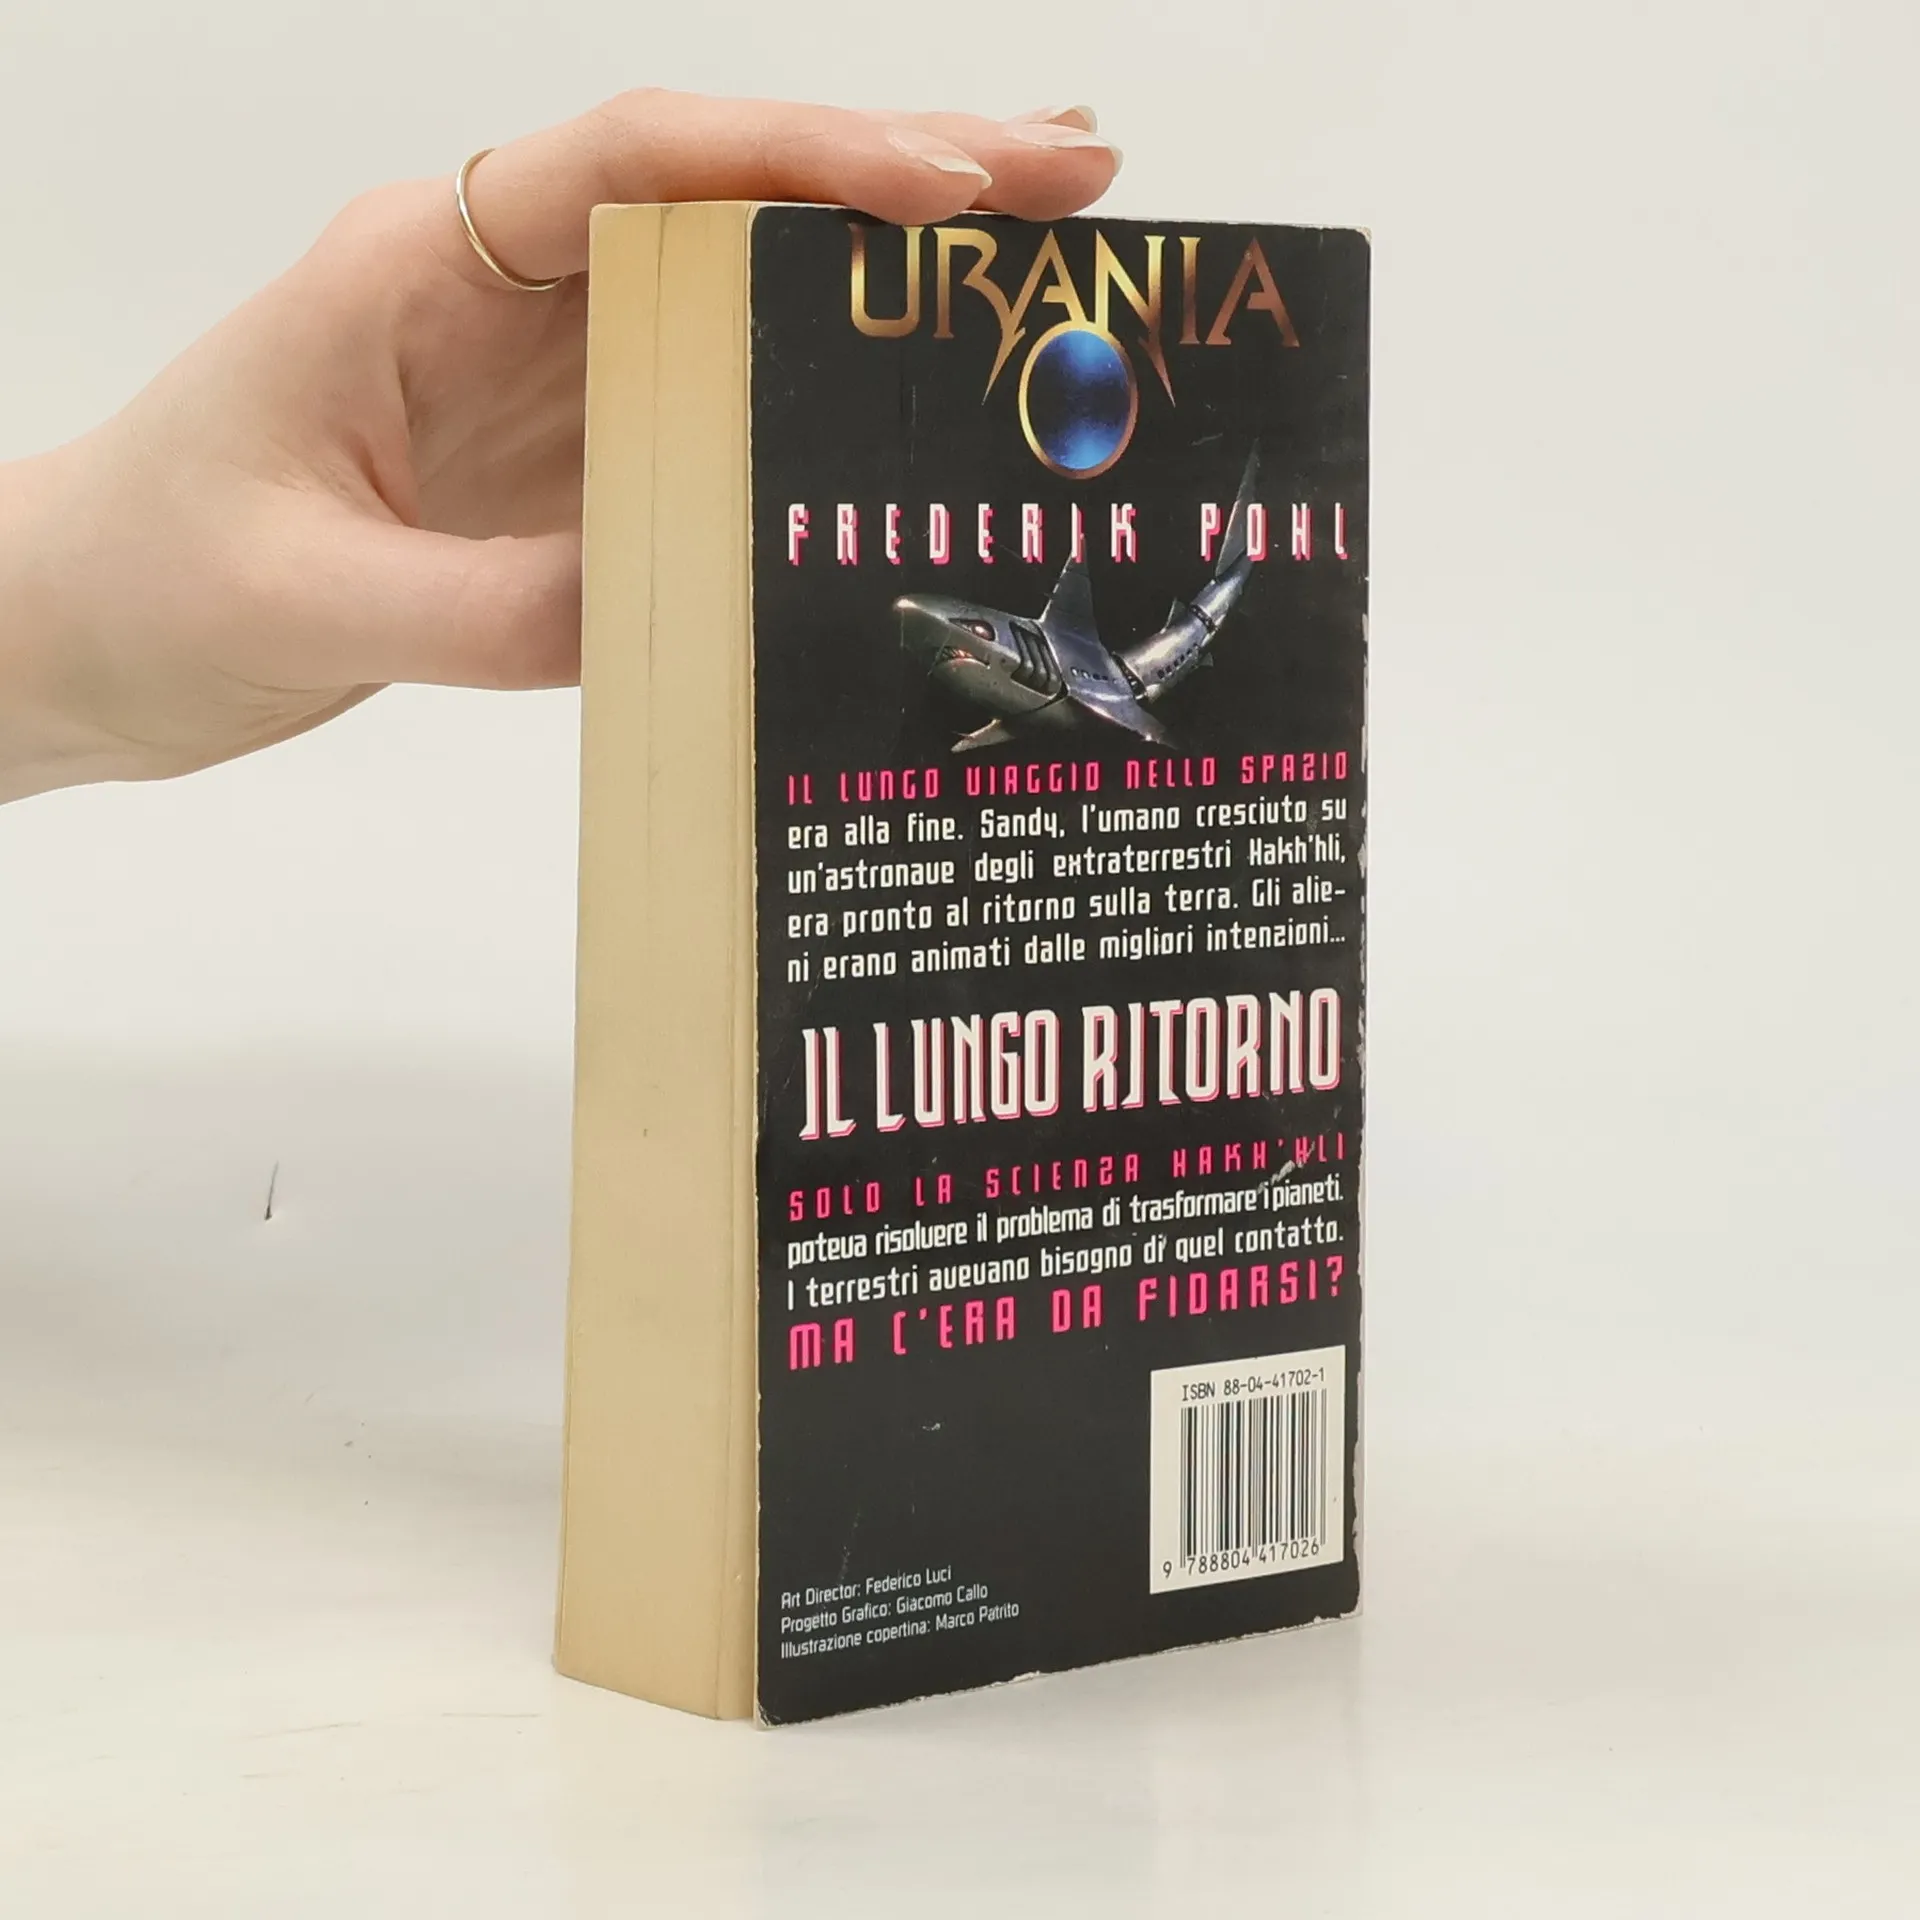 URANIA
FREDERIK POHL
IL LUNGO VIAGGIO NELLO SPAZIO
era alla fine. Sandy, l'umano cresciuto su
un'astronave degli extraterrestri Hakh'hli,
era pronto al ritorno sulla terra. Gli alie-
ni erano animati dalle migliori intenzioni...
IL LUNGO RITORNO
SOLO LA SCIENZA HAKH'HLI
poteva risolvere il problema di trasformare i pianeti.
I terrestri avevano bisogno di quel contatto.
MA C'ERA DA FIDARSI?
ISBN 88-04-41702-1
9 788804 417026
Art Director: Federico Luci
Progetto Grafico: Giacomo Callo
Illustrazione copertina: Marco Patrito